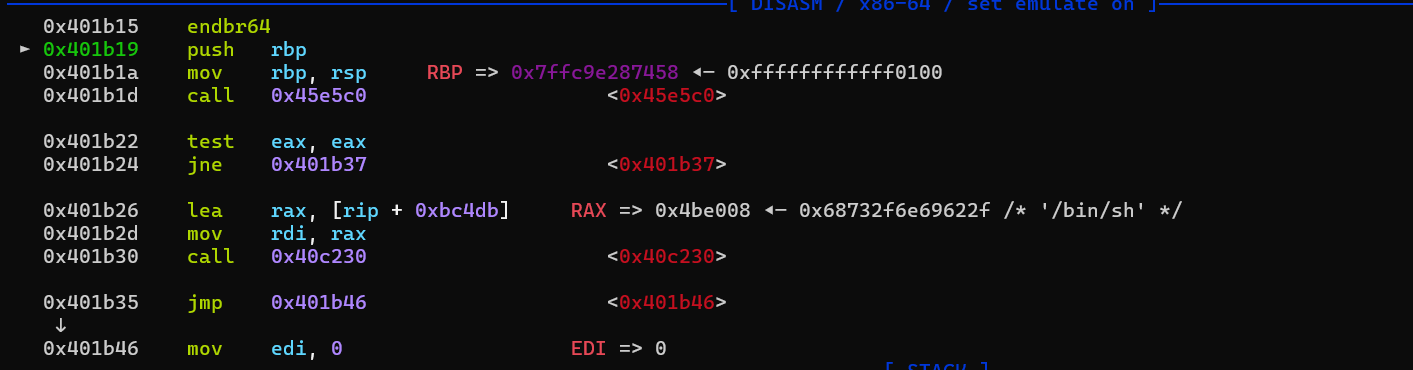 [ DISASM / x86-64 / set emulate on ]
0x401b15    endbr64
► 0x401b19    push   rbp
0x401b1a    mov    rbp, rsp     RBP => 0x7ffc9e287458 ◄— 0xffffffffffff0100
0x401b1d    call   0x45e5c0                    <0x45e5c0>
0x401b22    test   eax, eax
0x401b24    jne    0x401b37                    <0x401b37>
0x401b26    lea    rax, [rip + 0xbc4db]     RAX => 0x4be008 ◄— 0x68732f6e69622f /* '/bin/sh' */
0x401b2d    mov    rdi, rax
0x401b30    call   0x40c230                    <0x40c230>
0x401b35    jmp    0x401b46                    <0x401b46>
↓
0x401b46    mov    edi, 0                   EDI => 0
[ STACK ]